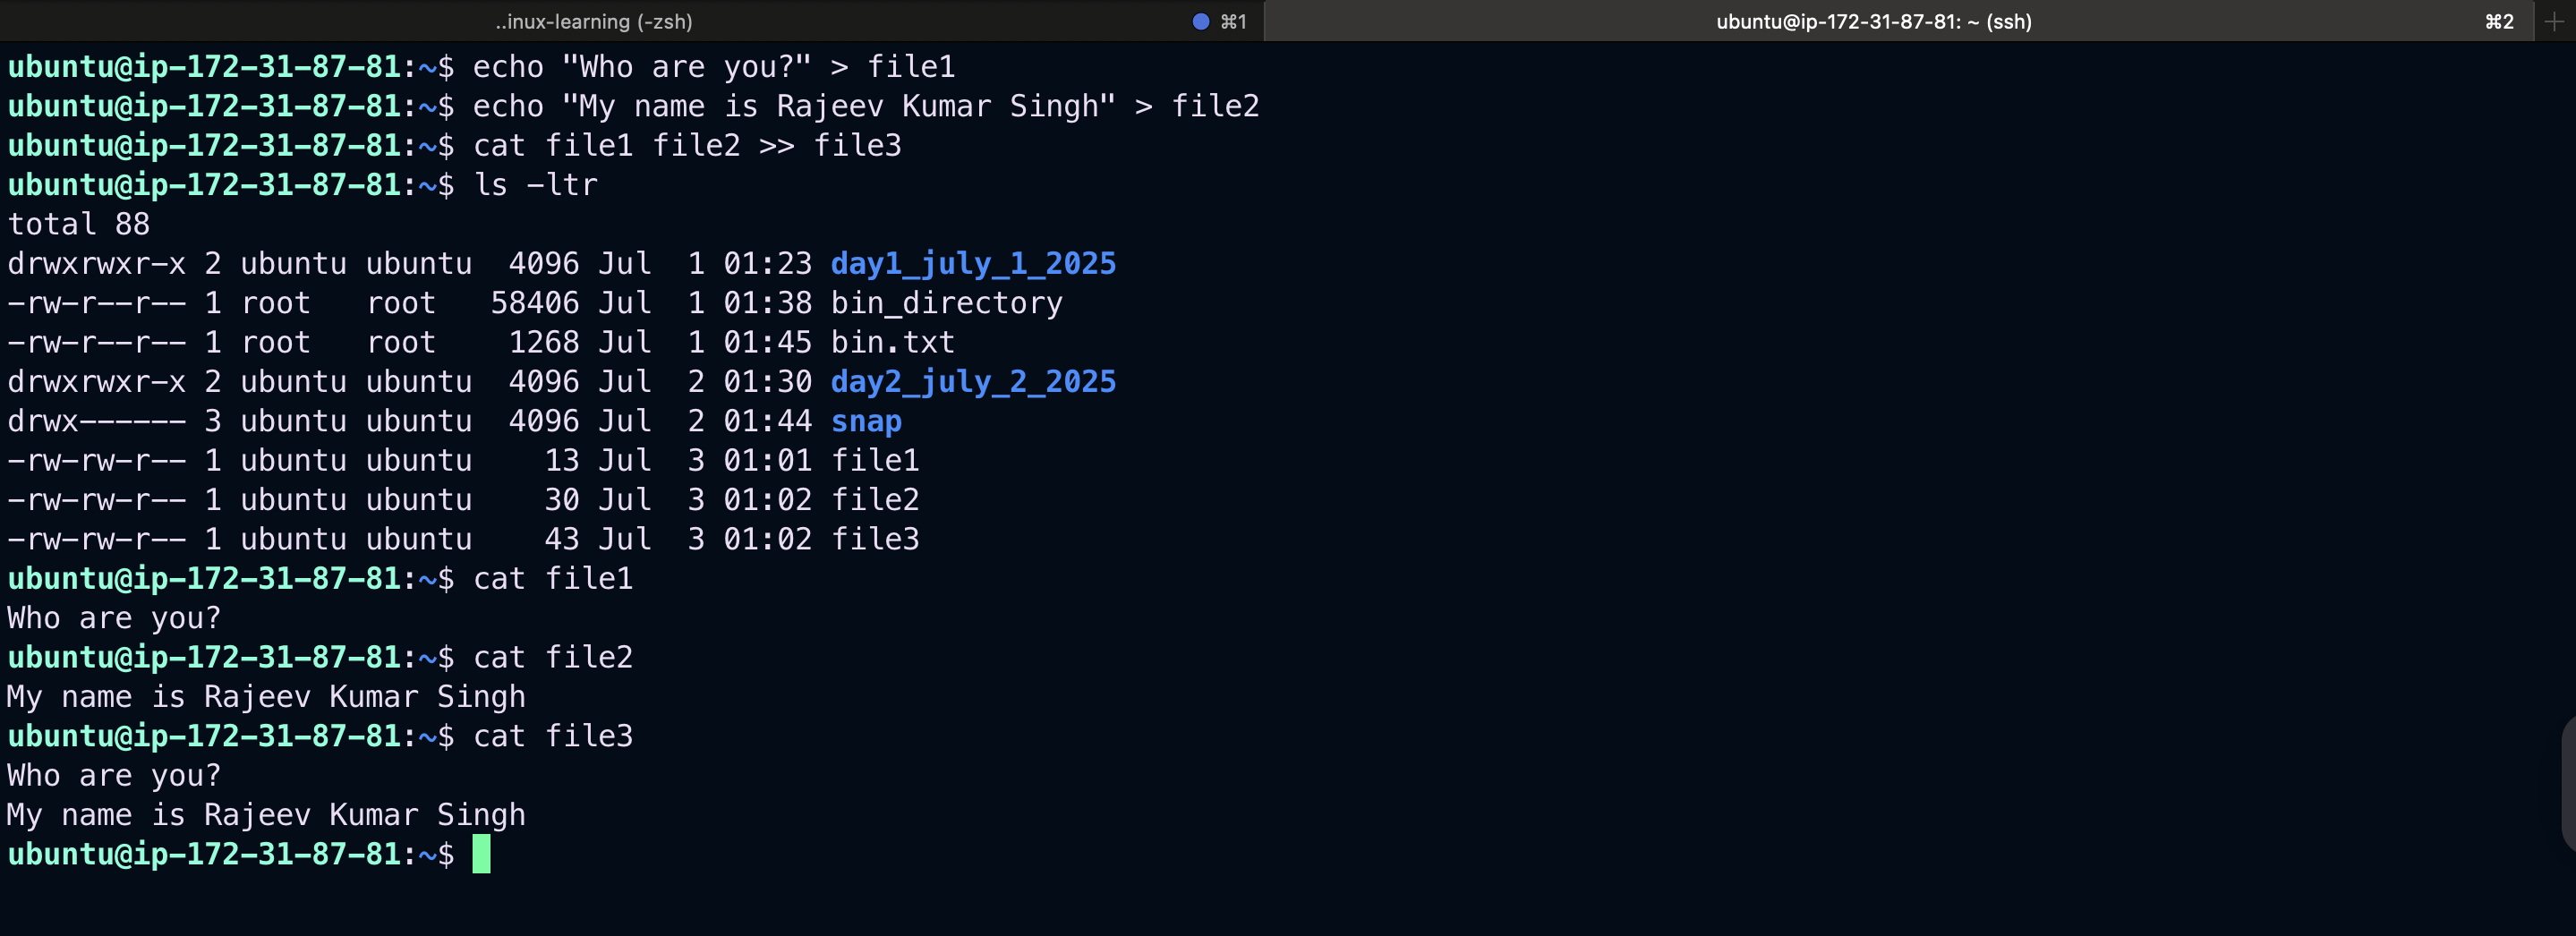 ..inux-learning (-zsh) ⌘1 ubuntu@ip-172-31-87-81: ~ (ssh) ⌘2
ubuntu@ip-172-31-87-81:~$ echo "Who are you?" > file1
ubuntu@ip-172-31-87-81:~$ echo "My name is Rajeev Kumar Singh" > file2
ubuntu@ip-172-31-87-81:~$ cat file1 file2 >> file3
ubuntu@ip-172-31-87-81:~$ ls -ltr
total 88
drwxrwxr-x 2 ubuntu ubuntu  4096 Jul  1 01:23 day1_july_1_2025
-rw-r--r-- 1 root   root   58406 Jul  1 01:38 bin_directory
-rw-r--r-- 1 root   root    1268 Jul  1 01:45 bin.txt
drwxrwxr-x 2 ubuntu ubuntu  4096 Jul  2 01:30 day2_july_2_2025
drwx------ 3 ubuntu ubuntu  4096 Jul  2 01:44 snap
-rw-rw-r-- 1 ubuntu ubuntu    13 Jul  3 01:01 file1
-rw-rw-r-- 1 ubuntu ubuntu    30 Jul  3 01:02 file2
-rw-rw-r-- 1 ubuntu ubuntu    43 Jul  3 01:02 file3
ubuntu@ip-172-31-87-81:~$ cat file1
Who are you?
ubuntu@ip-172-31-87-81:~$ cat file2
My name is Rajeev Kumar Singh
ubuntu@ip-172-31-87-81:~$ cat file3
Who are you?
My name is Rajeev Kumar Singh
ubuntu@ip-172-31-87-81:~$